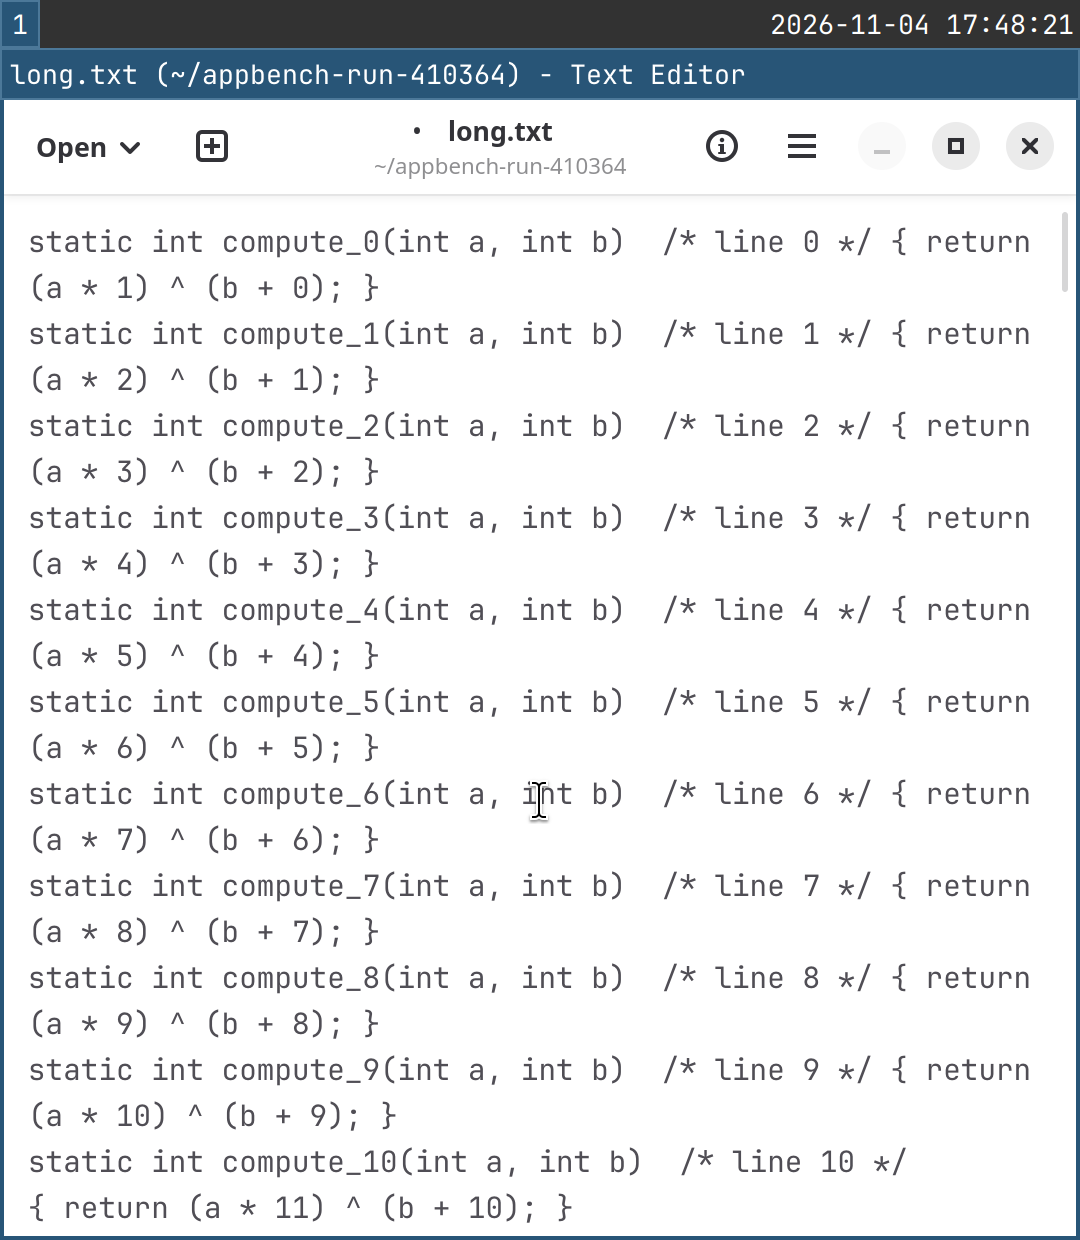 1 2026-11-04 17:48:21
long.txt (~/appbench-run-410364) - Text Editor
Open • long.txt
~/appbench-run-410364
static int compute_0(int a, int b)  /* line 0 */ { return
(a * 1) ^ (b + 0); }
static int compute_1(int a, int b)  /* line 1 */ { return
(a * 2) ^ (b + 1); }
static int compute_2(int a, int b)  /* line 2 */ { return
(a * 3) ^ (b + 2); }
static int compute_3(int a, int b)  /* line 3 */ { return
(a * 4) ^ (b + 3); }
static int compute_4(int a, int b)  /* line 4 */ { return
(a * 5) ^ (b + 4); }
static int compute_5(int a, int b)  /* line 5 */ { return
(a * 6) ^ (b + 5); }
static int compute_6(int a, int b)  /* line 6 */ { return
(a * 7) ^ (b + 6); }
static int compute_7(int a, int b)  /* line 7 */ { return
(a * 8) ^ (b + 7); }
static int compute_8(int a, int b)  /* line 8 */ { return
(a * 9) ^ (b + 8); }
static int compute_9(int a, int b)  /* line 9 */ { return
(a * 10) ^ (b + 9); }
static int compute_10(int a, int b)  /* line 10 */
{ return (a * 11) ^ (b + 10); }